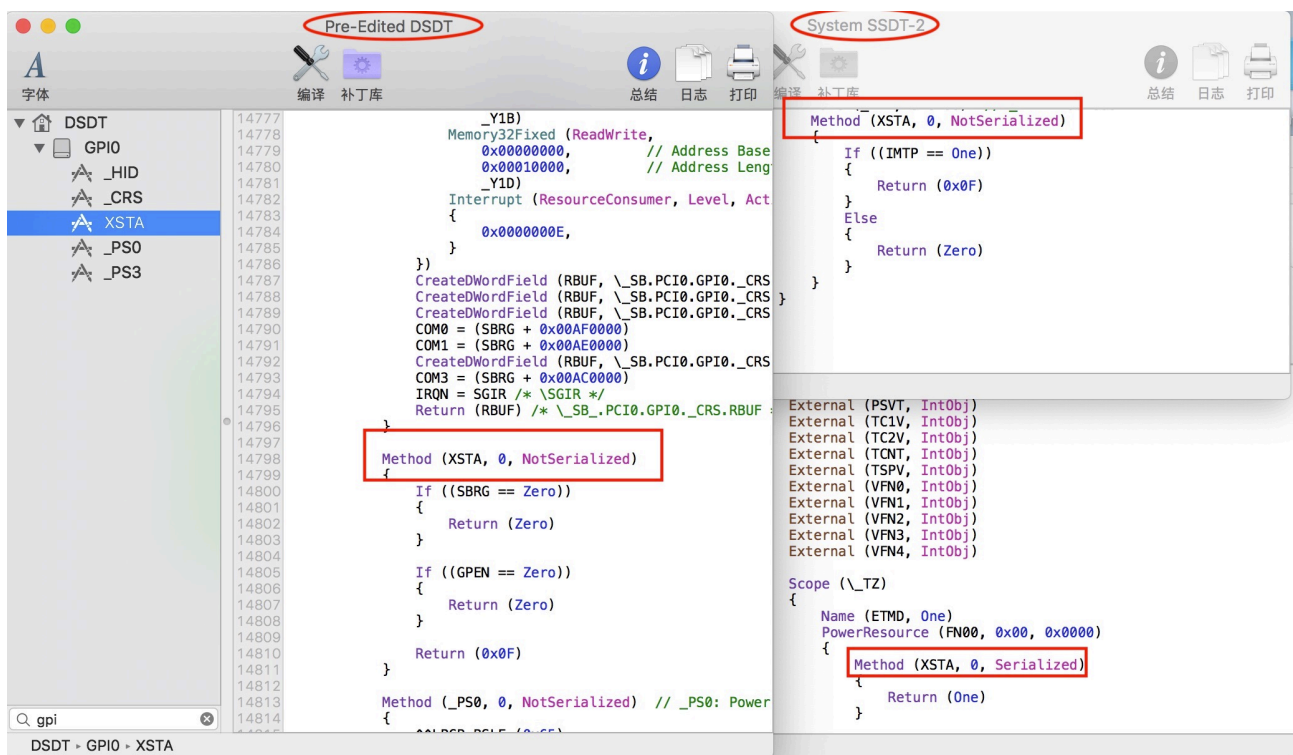 Pre-Edited DSDT
字体
编译
补丁库
总结
日志
打印
DSDT
GPI0
_HID
_CRS
XSTA
_PS0
_PS3
gpi
DSDT ▸ GPI0 ▸ XSTA
14777 _Y1B)
14778 Memory32Fixed (ReadWrite,
14779 0x00000000, // Address Base
14780 0x00010000, // Address Leng
14781 _Y1D)
14782 Interrupt (ResourceConsumer, Level, Act
14783 {
14784 0x0000000E,
14785 }
14786 })
14787 CreateDWordField (RBUF, \_SB.PCI0.GPI0._CRS
14788 CreateDWordField (RBUF, \_SB.PCI0.GPI0._CRS
14789 CreateDWordField (RBUF, \_SB.PCI0.GPI0._CRS
14790 COM0 = (SBRG + 0x00AF0000)
14791 COM1 = (SBRG + 0x00AE0000)
14792 CreateDWordField (RBUF, \_SB.PCI0.GPI0._CRS
14793 COM3 = (SBRG + 0x00AC0000)
14794 IRQN = SGIR /* \SGIR */
14795 Return (RBUF) /* \_SB_.PCI0.GPI0._CRS.RBUF
14796 }
14797
14798 Method (XSTA, 0, NotSerialized)
14799 {
14800 If ((SBRG == Zero))
14801 {
14802 Return (Zero)
14803 }
14804
14805 If ((GPEN == Zero))
14806 {
14807 Return (Zero)
14808 }
14809
14810 Return (0x0F)
14811 }
14812
14813 Method (_PS0, 0, NotSerialized) // _PS0: Power
14814 {
System SSDT-2
编译
补丁库
总结
日志
打印
Method (XSTA, 0, NotSerialized)
{
If ((IMTP == One))
{
Return (0x0F)
}
Else
{
Return (Zero)
}
}
}
External (PSVT, IntObj)
External (TC1V, IntObj)
External (TC2V, IntObj)
External (TCNT, IntObj)
External (TSPV, IntObj)
External (VFN0, IntObj)
External (VFN1, IntObj)
External (VFN2, IntObj)
External (VFN3, IntObj)
External (VFN4, IntObj)
Scope (\_TZ)
{
Name (ETMD, One)
PowerResource (FN00, 0x00, 0x0000)
{
Method (XSTA, 0, Serialized)
{
Return (One)
}